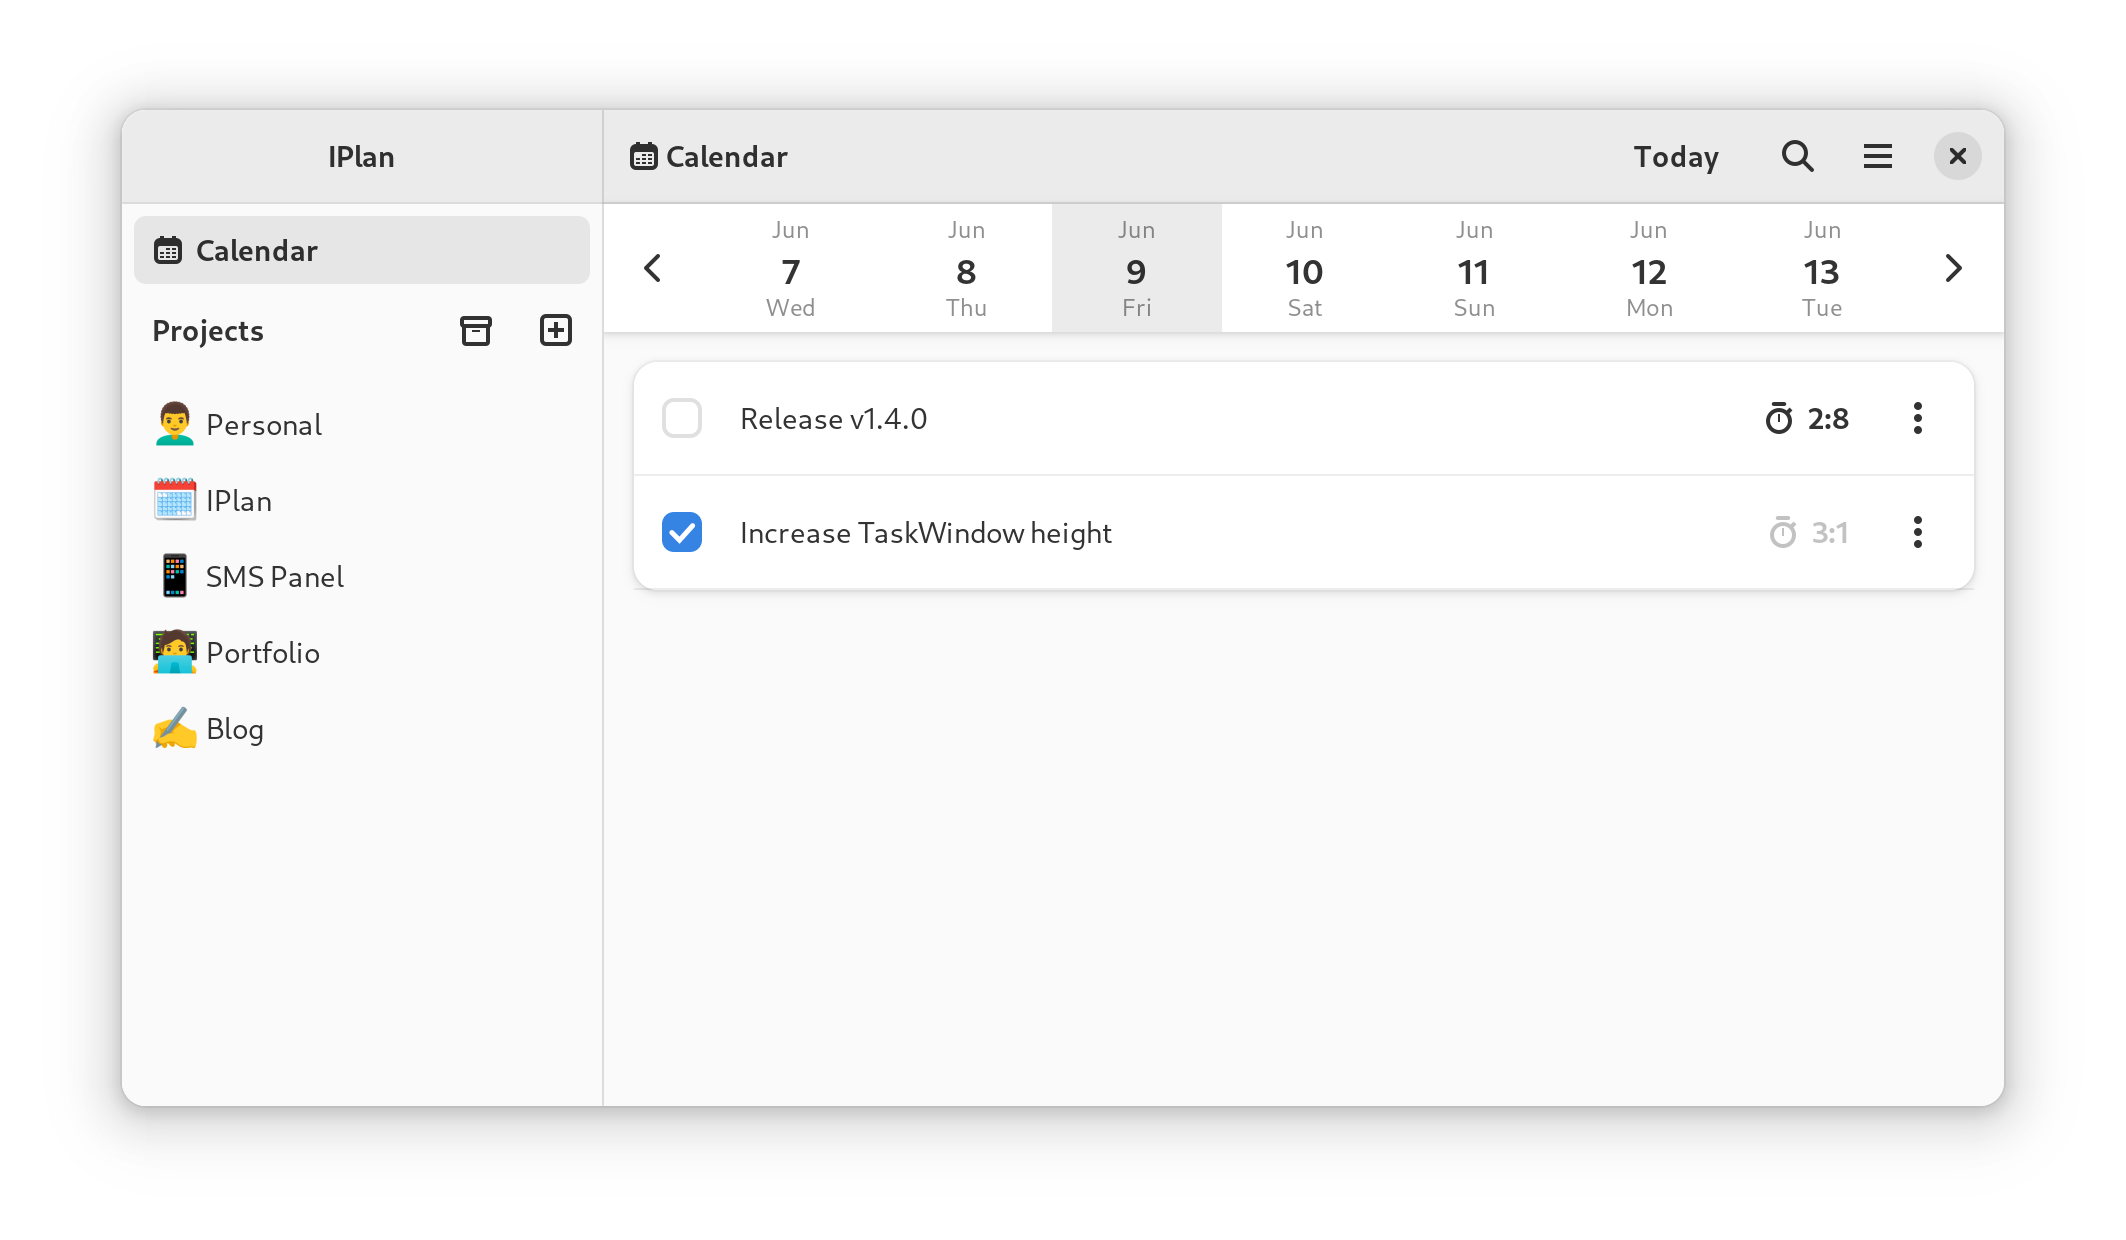 IPlan
Calendar
Today
Calendar
Projects
Personal
IPlan
SMS Panel
Portfolio
Blog
Jun Jun Jun Jun Jun Jun Jun
7 8 9 10 11 12 13
Wed Thu Fri Sat Sun Mon Tue
Release v1.4.0 2:8
Increase TaskWindow height 3:1